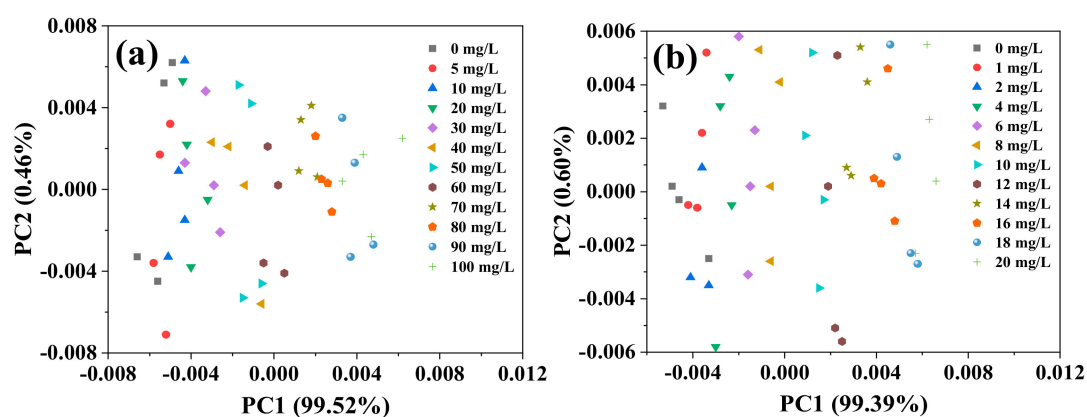 (a)
0 mg/L
5 mg/L
10 mg/L
20 mg/L
30 mg/L
40 mg/L
50 mg/L
60 mg/L
70 mg/L
80 mg/L
90 mg/L
100 mg/L
0.008
0.004
0.000
-0.004
-0.008
PC2 (0.46%)
-0.008
-0.004
0.000
0.004
0.008
0.012
PC1 (99.52%)
(b)
0 mg/L
1 mg/L
2 mg/L
4 mg/L
6 mg/L
8 mg/L
10 mg/L
12 mg/L
14 mg/L
16 mg/L
18 mg/L
20 mg/L
0.006
0.004
0.002
0.000
-0.002
-0.004
-0.006
PC2 (0.60%)
-0.004
0.000
0.004
0.008
0.012
PC1 (99.39%)